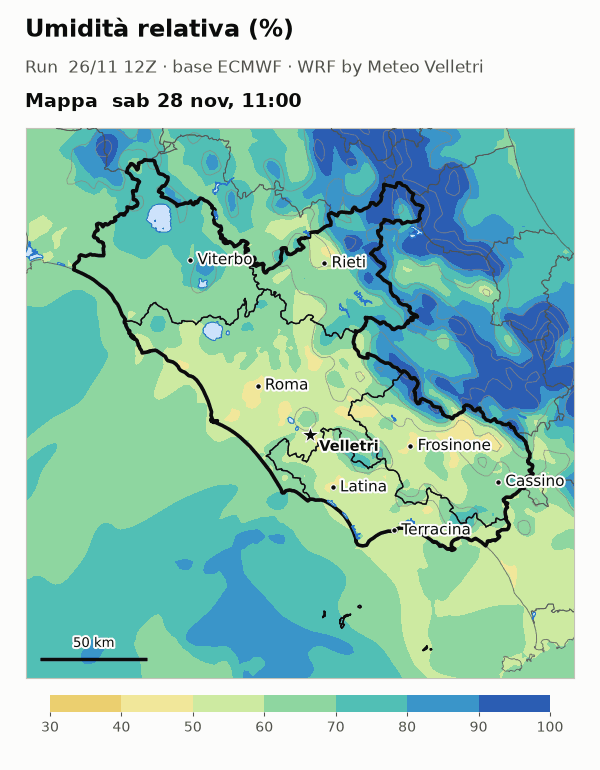 Umidità relativa (%)
Run  26/11 12Z · base ECMWF · WRF by Meteo Velletri
Mappa  sab 28 nov, 11:00
Viterbo
Rieti
Roma
Velletri
Frosinone
Cassino
Latina
Terracina
50 km
30 40 50 60 70 80 90 100